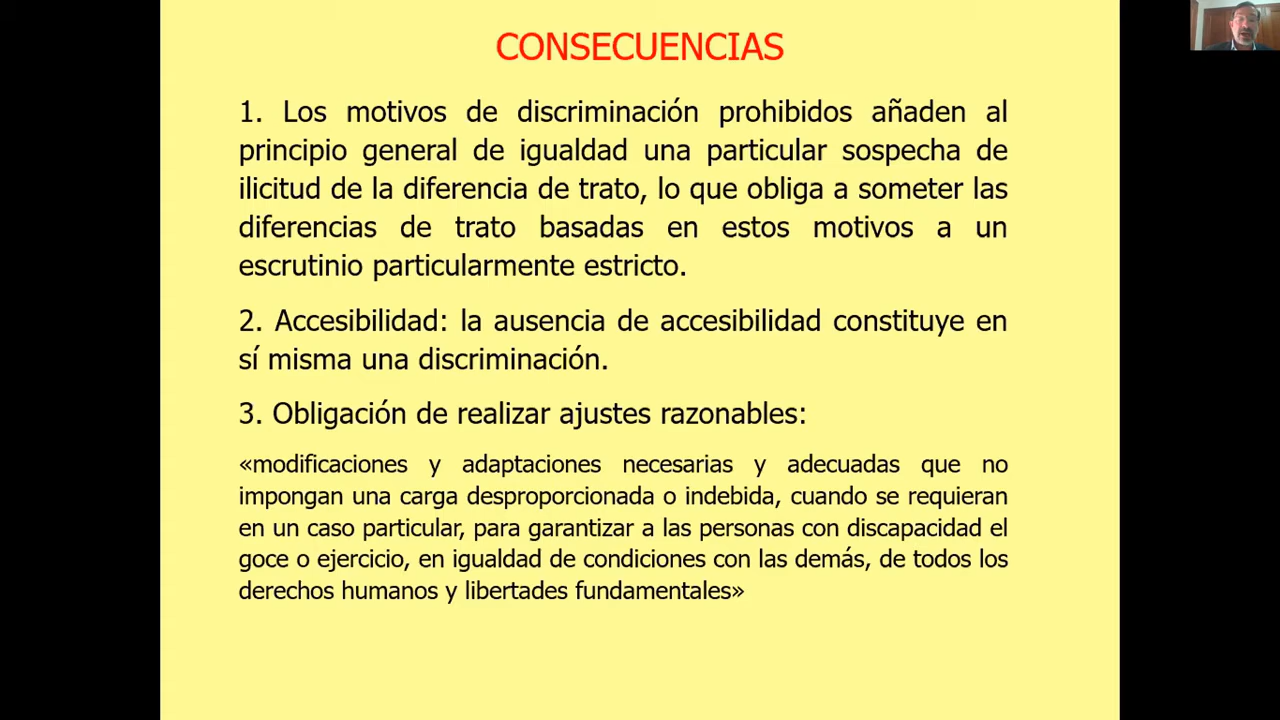 CONSECUENCIAS
1. Los motivos de discriminación prohibidos añaden al
principio general de igualdad una particular sospecha de
ilicitud de la diferencia de trato, lo que obliga a someter las
diferencias de trato basadas en estos motivos a un
escrutinio particularmente estricto.
2. Accesibilidad: la ausencia de accesibilidad constituye en
sí misma una discriminación.
3. Obligación de realizar ajustes razonables:
«modificaciones y adaptaciones necesarias y adecuadas que no
impongan una carga desproporcionada o indebida, cuando se requieran
en un caso particular, para garantizar a las personas con discapacidad el
goce o ejercicio, en igualdad de condiciones con las demás, de todos los
derechos humanos y libertades fundamentales»